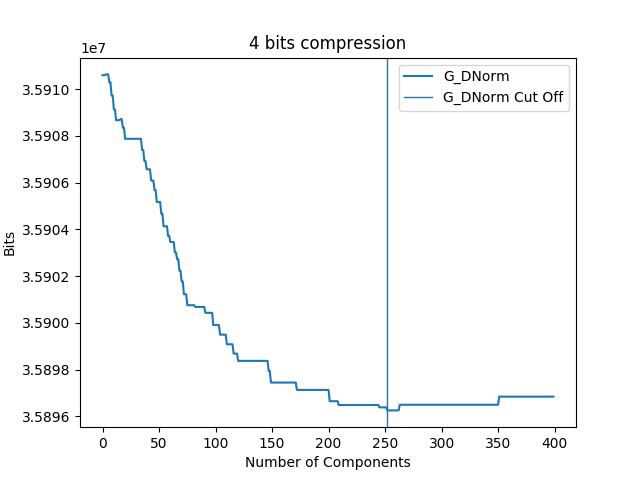 4 bits compression
1e7
3.5910
3.5908
3.5906
3.5904
3.5902
3.5900
3.5898
3.5896
Bits
G_DNorm
G_DNorm Cut Off
0 50 100 150 200 250 300 350 400
Number of Components